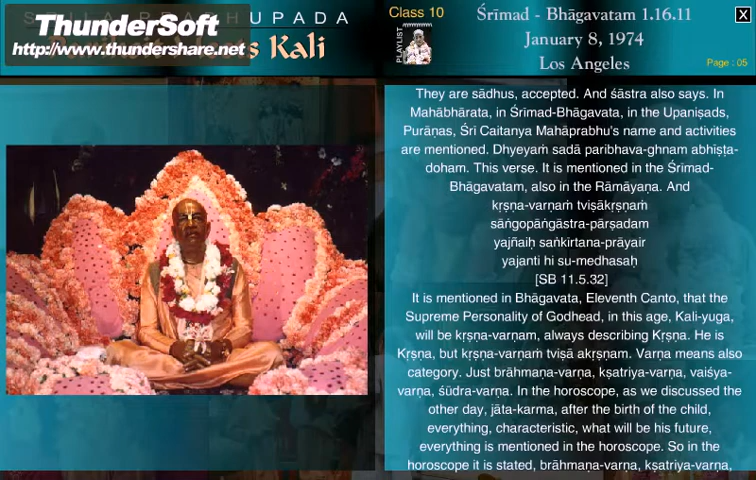 ThunderSoft
http://www.thundershare.net
HUPADA
s Kali
Class 10
PLAYLIST
Śrīmad - Bhāgavatam 1.16.11
January 8, 1974
Los Angeles
X
Page : 05
They are sādhus, accepted. And śāstra also says. In
Mahābhārata, in Śrīmad-Bhāgavata, in the Upaniṣads,
Purāṇas, Śrī Caitanya Mahāprabhu's name and activities
are mentioned. Dhyeyaṁ sadā paribhava-ghnam abhiṣṭa-
doham. This verse. It is mentioned in the Śrīmad-
Bhāgavatam, also in the Rāmāyaṇa. And
kṛṣṇa-varṇaṁ tviṣākṛṣṇaṁ
sāṅgopāṅgāstra-pārṣadam
yajñaiḥ saṅkirtana-prāyair
yajanti hi su-medhasaḥ
[SB 11.5.32]
It is mentioned in Bhāgavata, Eleventh Canto, that the
Supreme Personality of Godhead, in this age, Kali-yuga,
will be kṛṣṇa-varṇam, always describing Kṛṣṇa. He is
Kṛṣṇa, but kṛṣṇa-varṇaṁ tviṣā akṛṣṇam. Varṇa means also
category. Just brāhmaṇa-varṇa, kṣatriya-varṇa, vaiśya-
varṇa, śūdra-varṇa. In the horoscope, as we discussed the
other day, jāta-karma, after the birth of the child,
everything, characteristic, what will be his future,
everything is mentioned in the horoscope. So in the
horoscope it is stated, brāhmaṇa-varṇa, kṣatriya-varṇa,